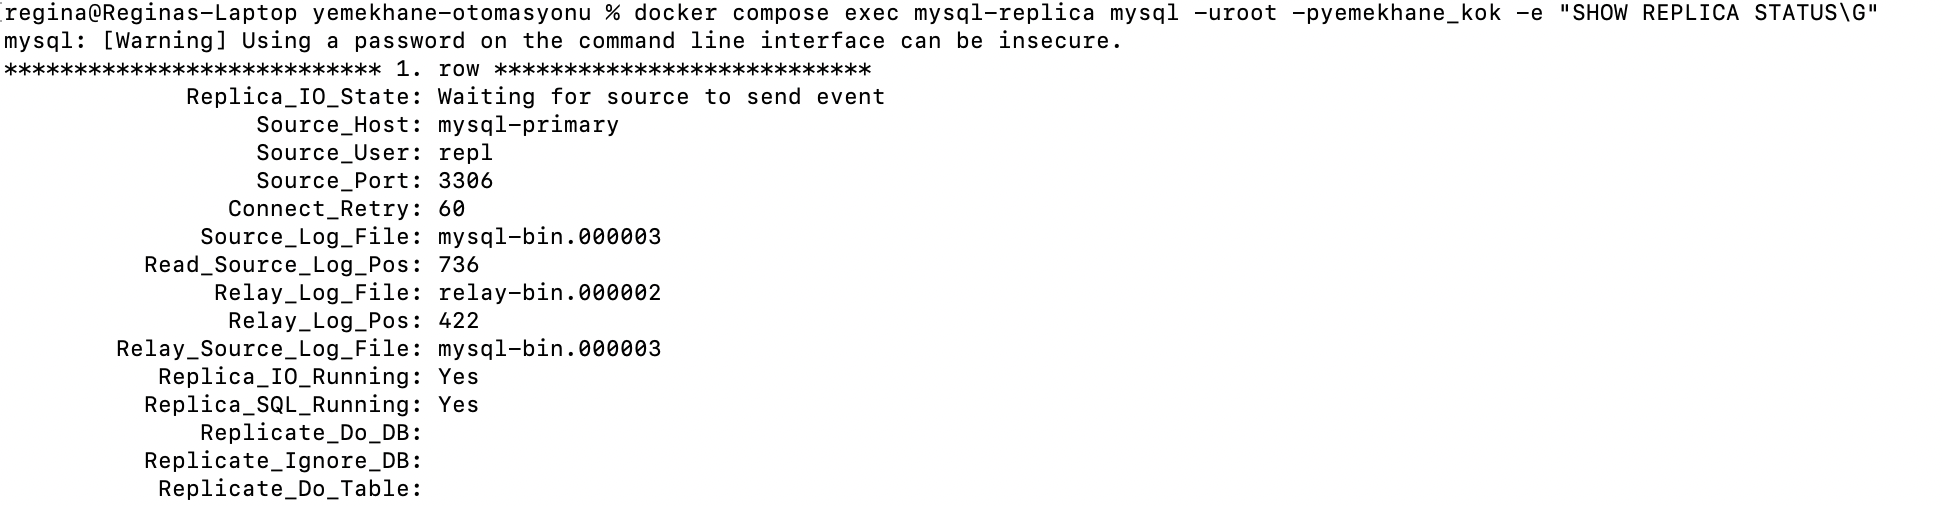 regina@Reginas-Laptop yemekhane-otomasyonu % docker compose exec mysql-replica mysql -uroot -pyemekhane_kok -e "SHOW REPLICA STATUS\G"
mysql: [Warning] Using a password on the command line interface can be insecure.
*************************** 1. row ***************************
Replica_IO_State: Waiting for source to send event
Source_Host: mysql-primary
Source_User: repl
Source_Port: 3306
Connect_Retry: 60
Source_Log_File: mysql-bin.000003
Read_Source_Log_Pos: 736
Relay_Log_File: relay-bin.000002
Relay_Log_Pos: 422
Relay_Source_Log_File: mysql-bin.000003
Replica_IO_Running: Yes
Replica_SQL_Running: Yes
Replicate_Do_DB:
Replicate_Ignore_DB:
Replicate_Do_Table: